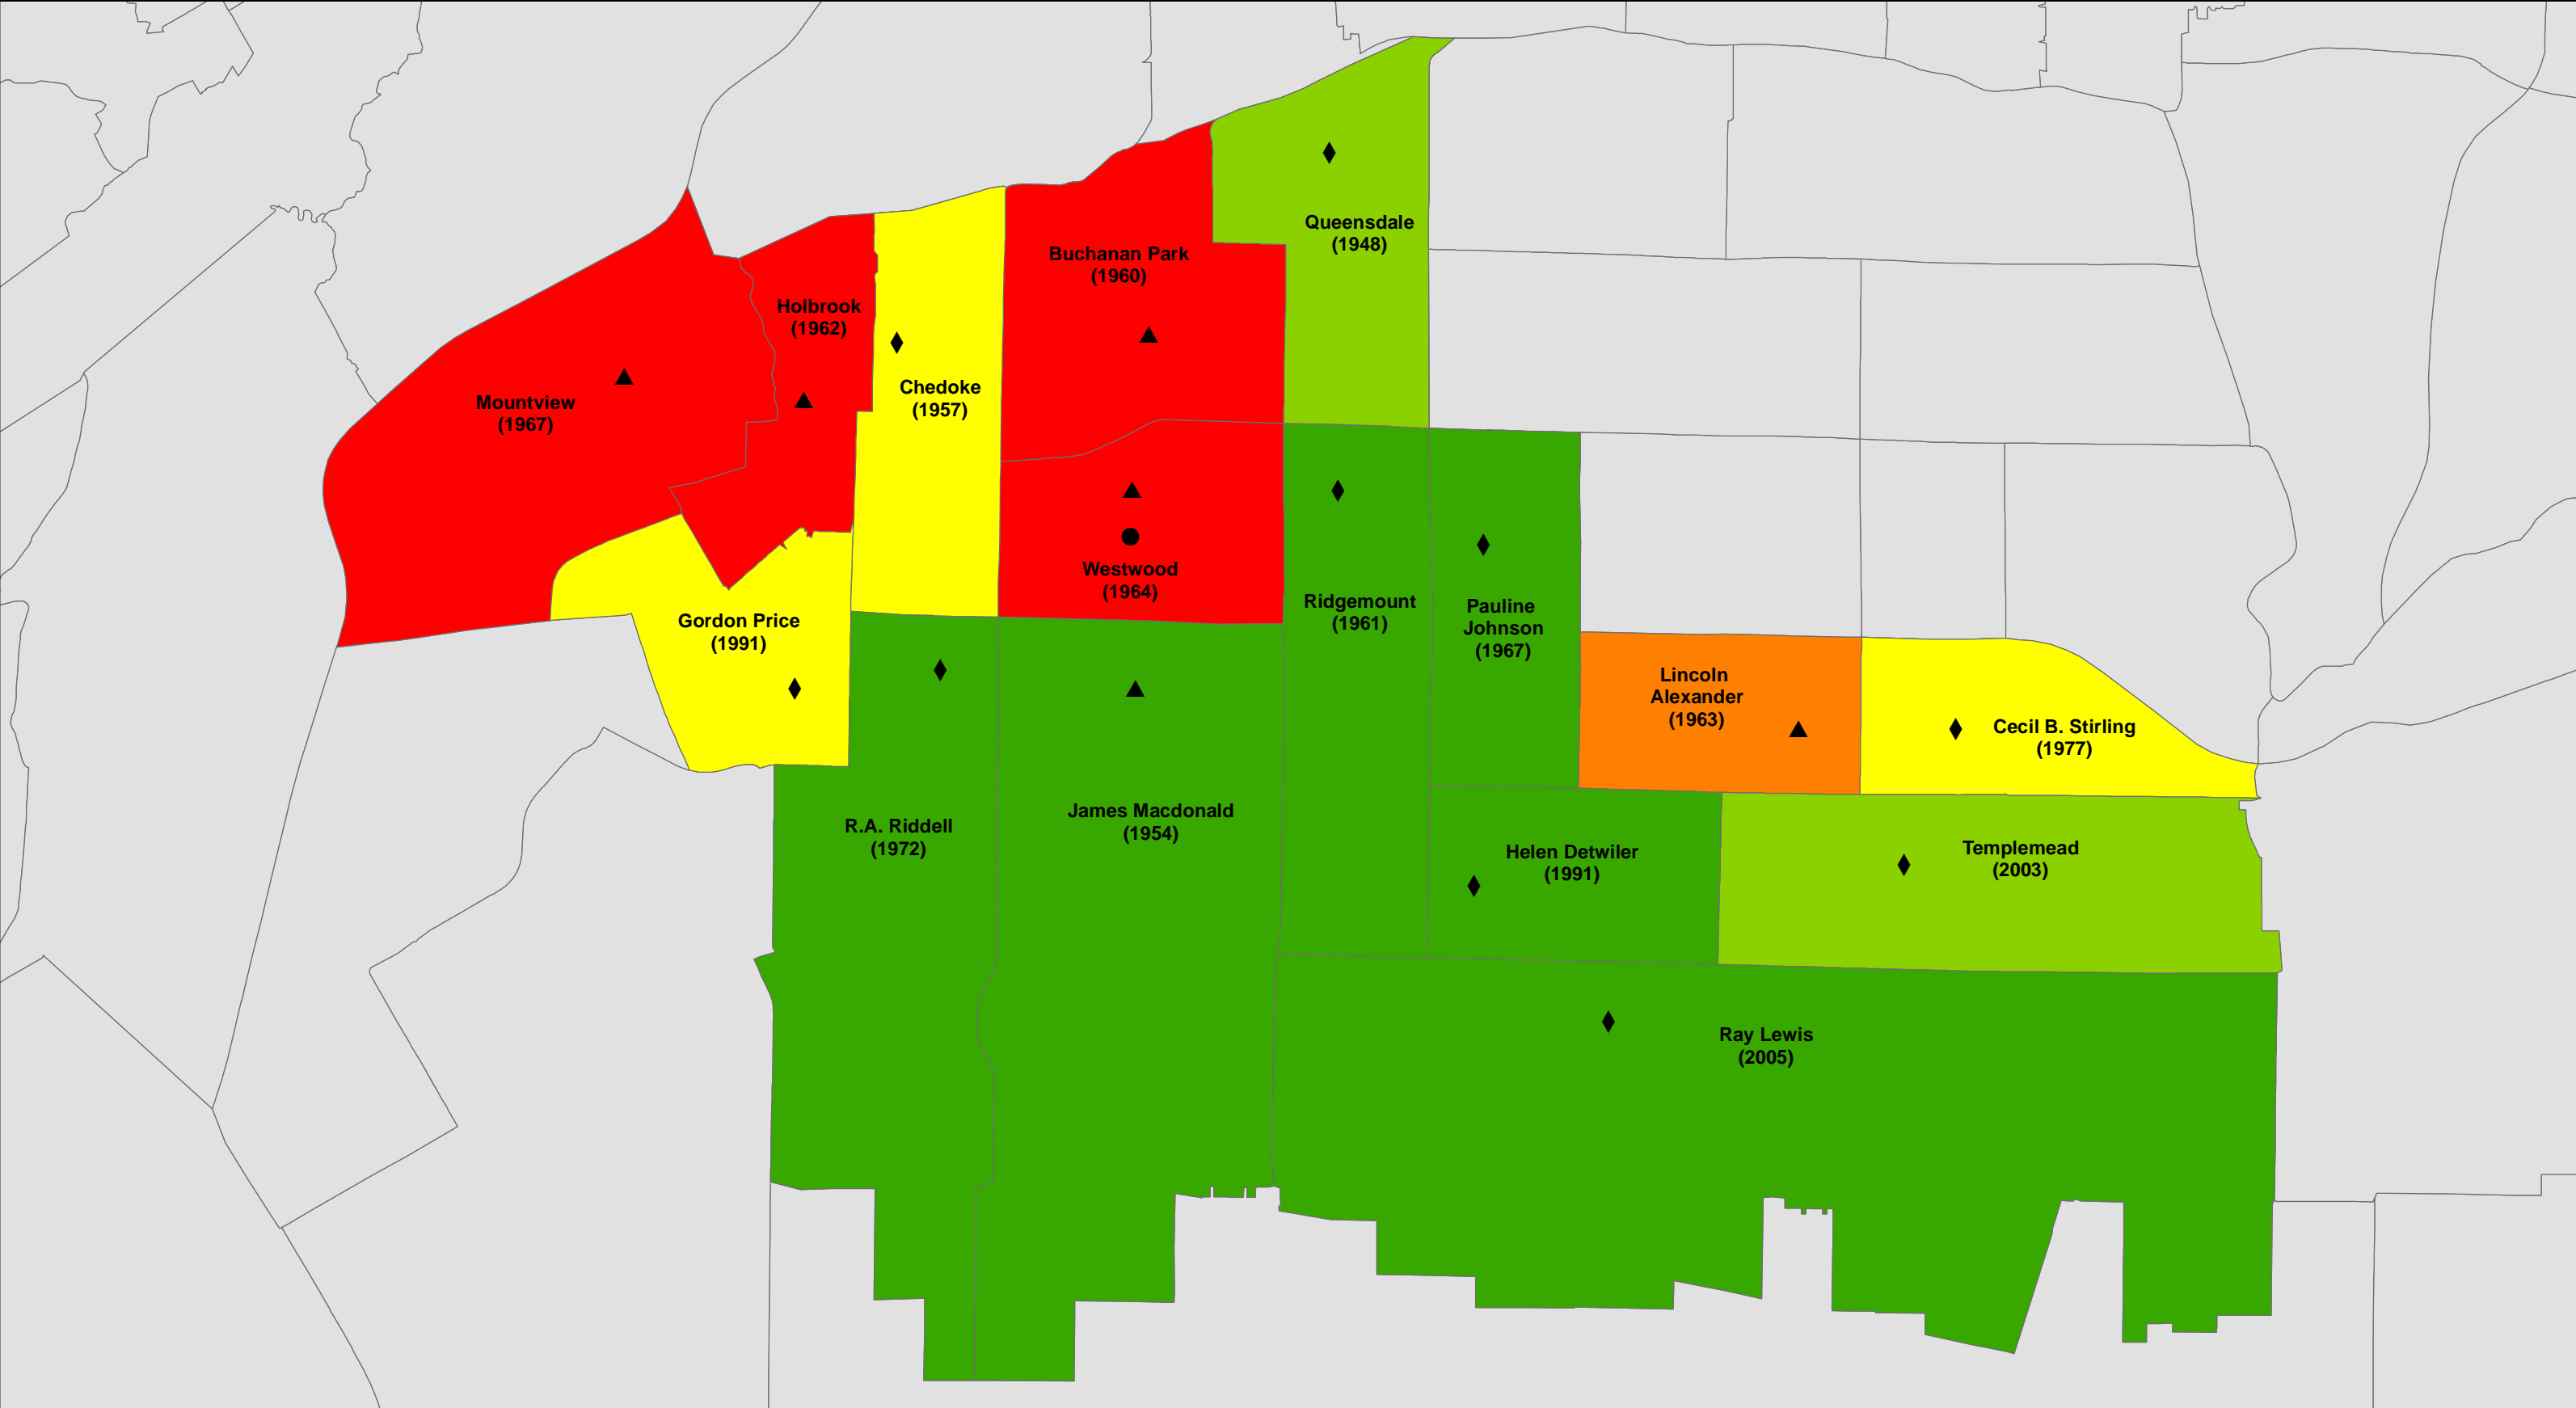 Queensdale
(1948)
Buchanan Park
(1960)
Holbrook
(1962)
Chedoke
(1957)
Mountview
(1967)
Westwood
(1964)
Ridgemount
(1961)
Pauline
Johnson
(1967)
Gordon Price
(1991)
Lincoln
Alexander
(1963)
Cecil B. Stirling
(1977)
R.A. Riddell
(1972)
James Macdonald
(1954)
Helen Detwiler
(1991)
Templemead
(2003)
Ray Lewis
(2005)